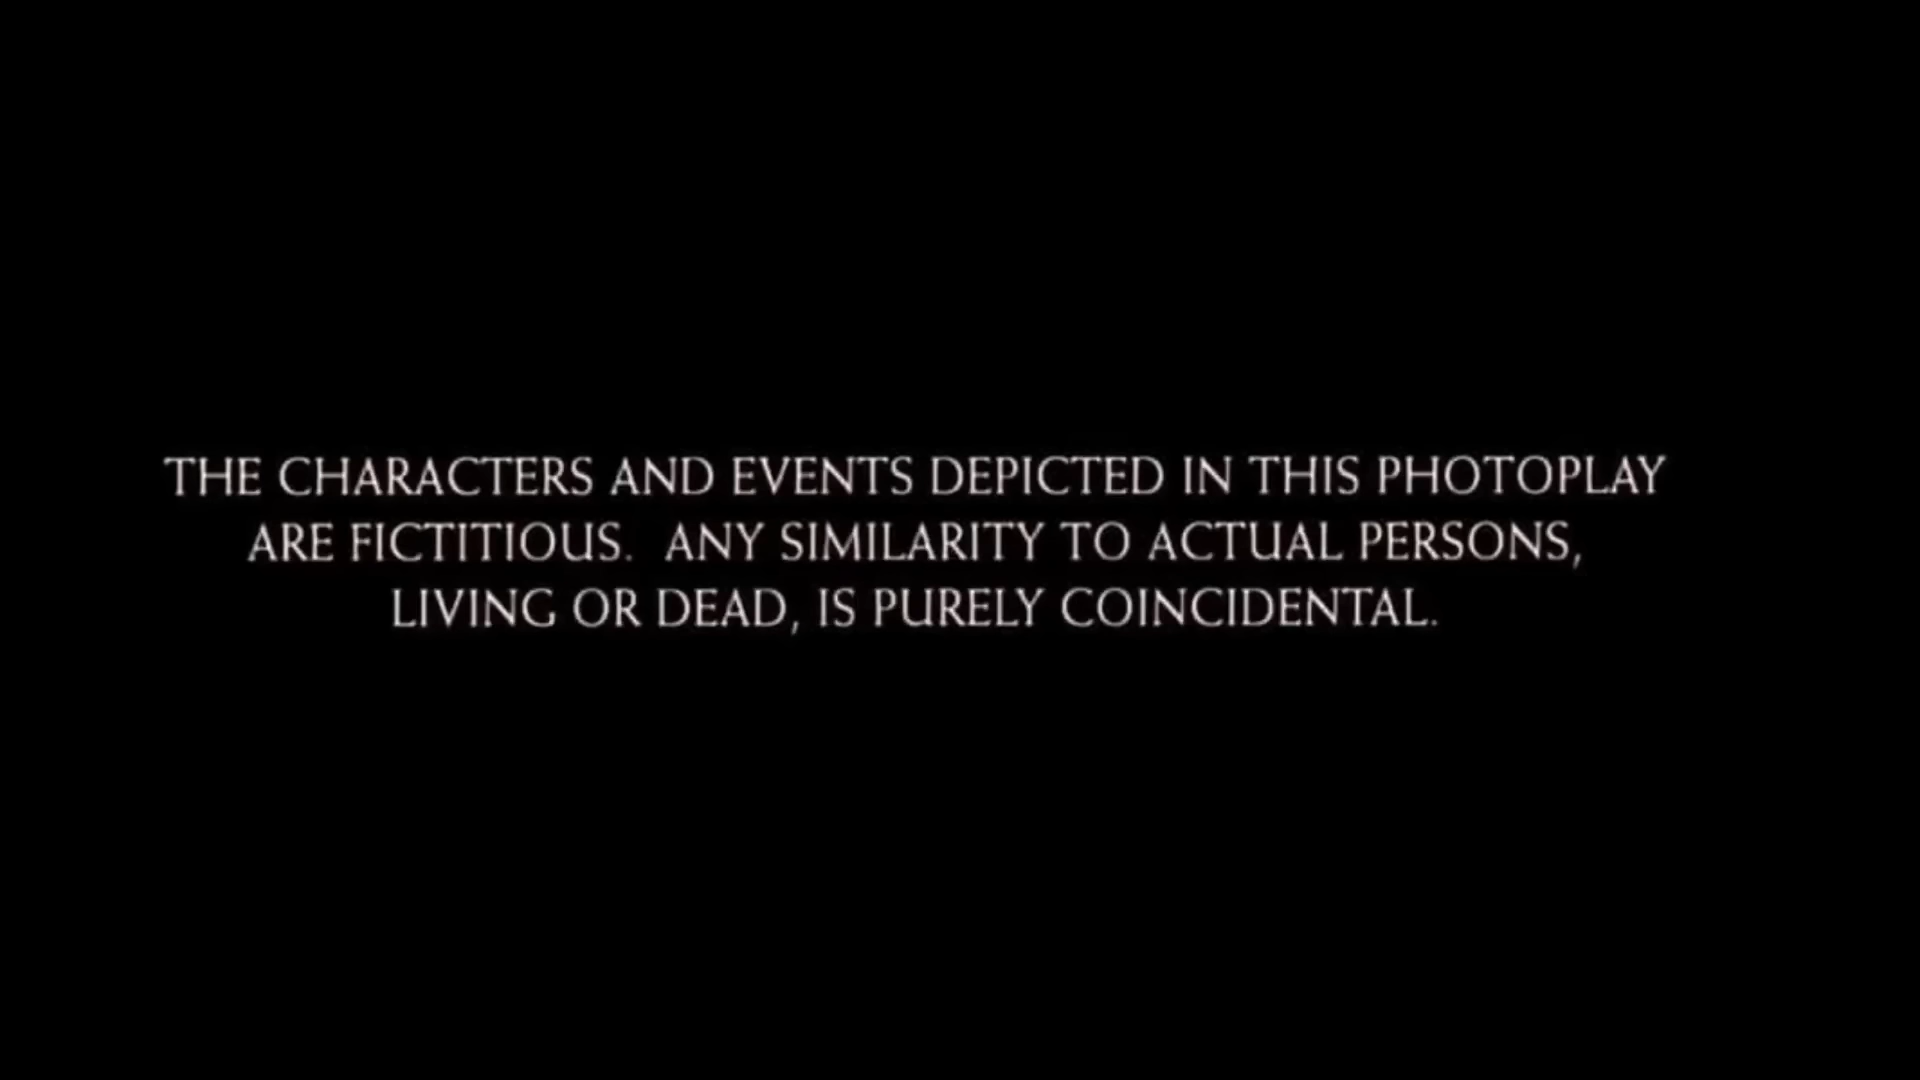 THE CHARACTERS AND EVENTS DEPICTED IN THIS PHOTOPLAY
ARE FICTITIOUS. ANY SIMILARITY TO ACTUAL PERSONS,
LIVING OR DEAD, IS PURELY COINCIDENTAL.